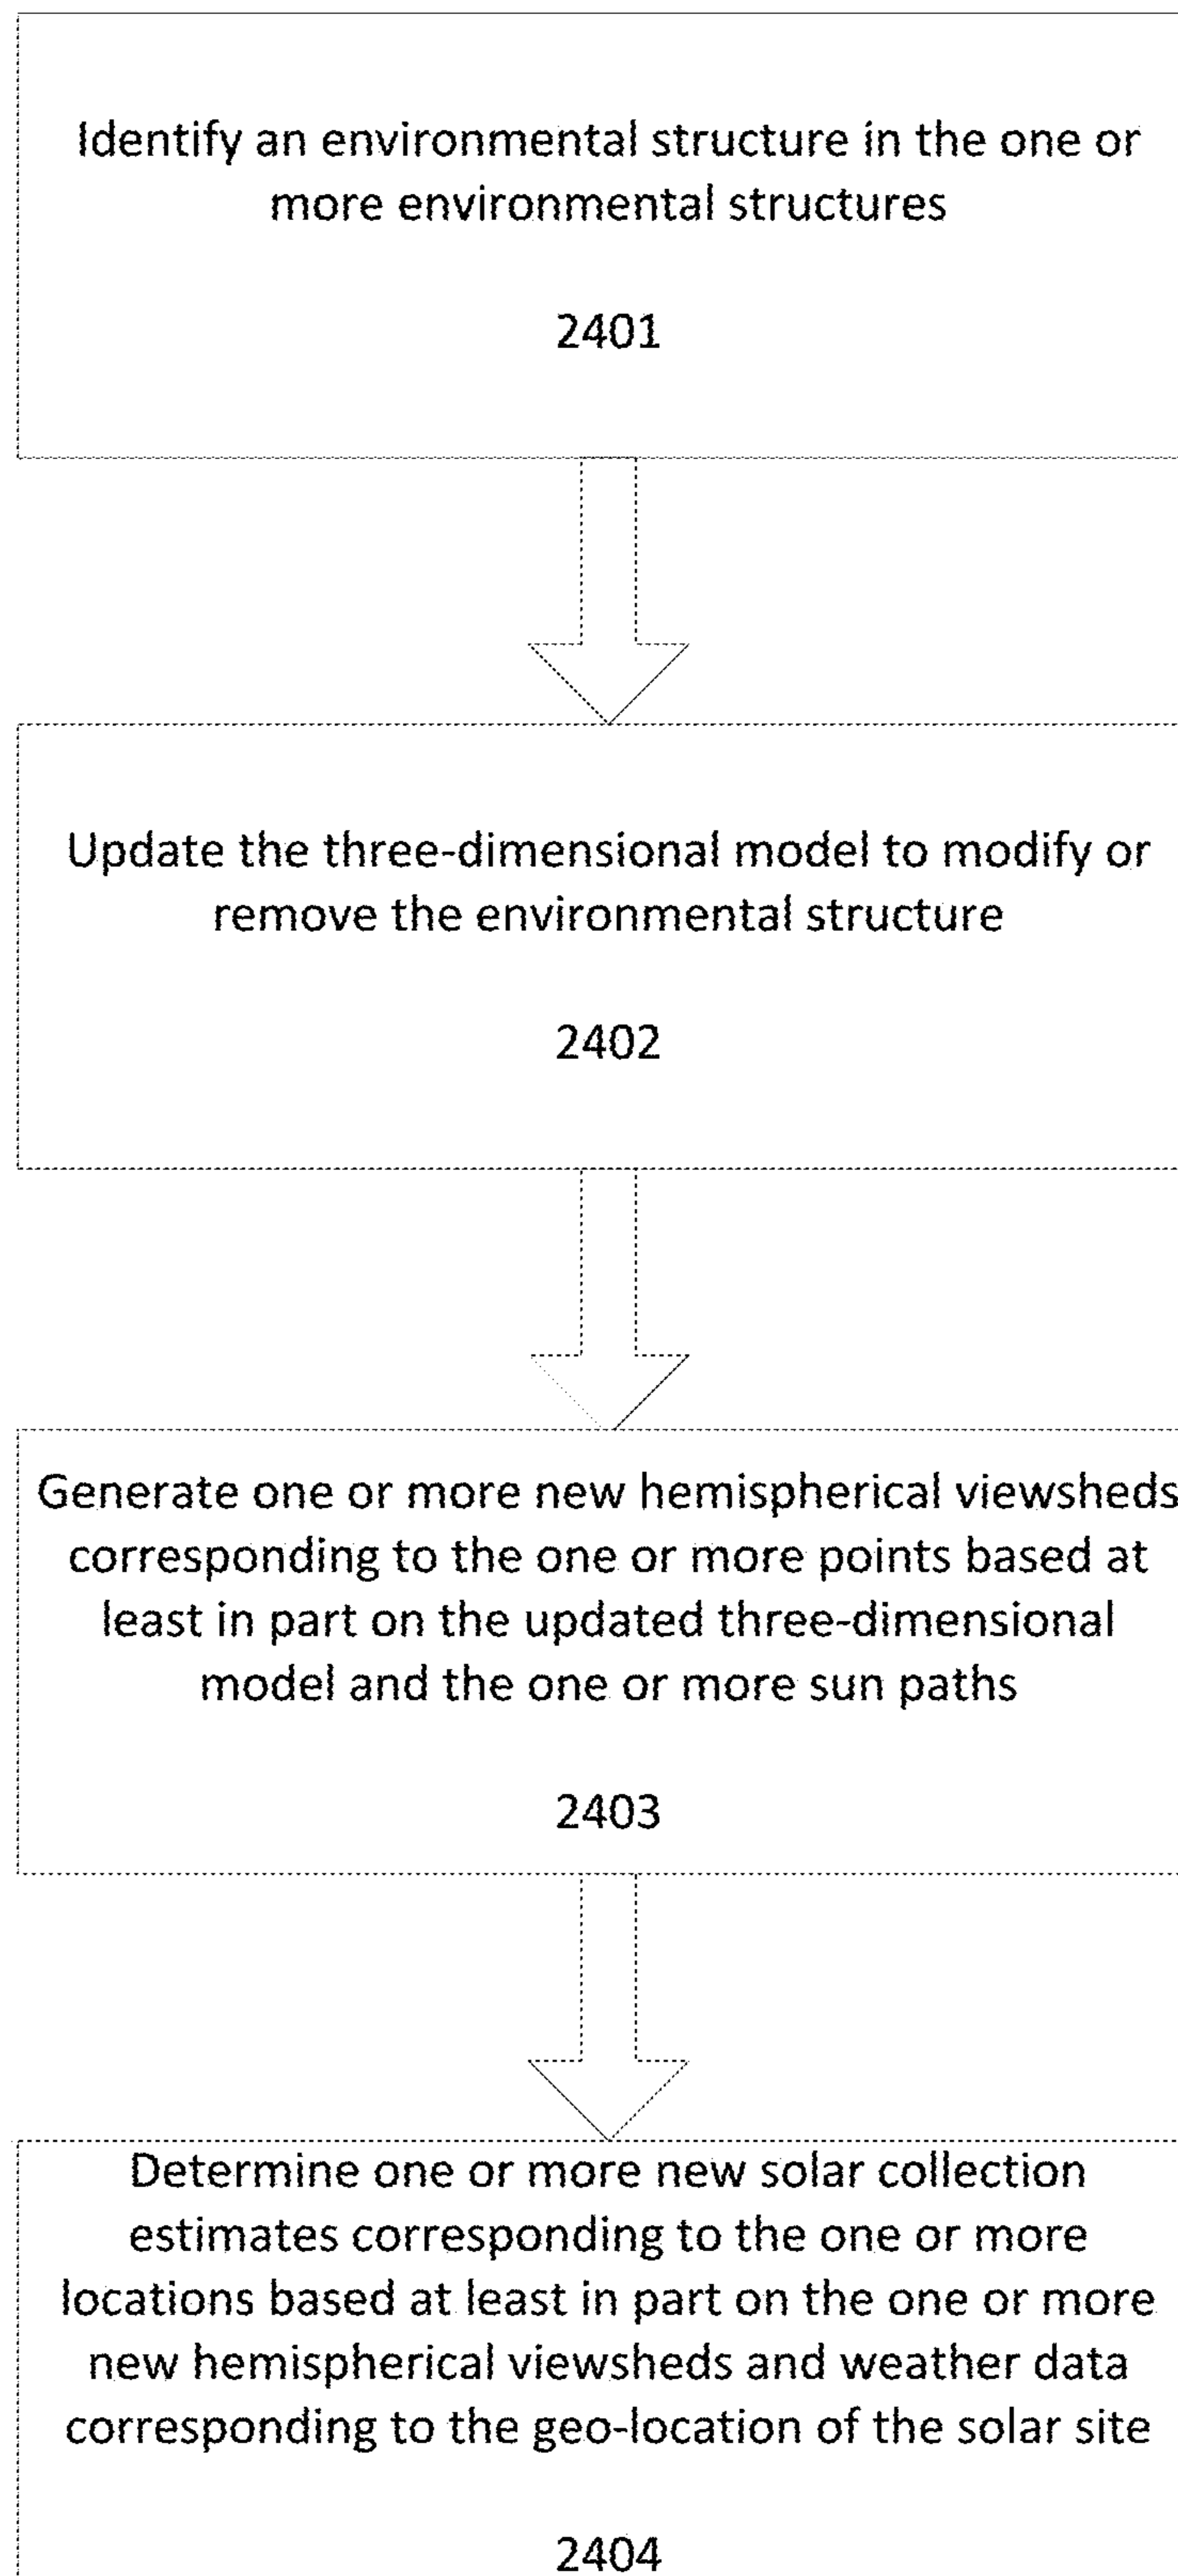 Identify an environmental structure in the one or
more environmental structures
2401
Update the three-dimensional model to modify or
remove the environmental structure
2402
Generate one or more new hemispherical viewsheds
corresponding to the one or more points based at
least in part on the updated three-dimensional
model and the one or more sun paths
2403
Determine one or more new solar collection
estimates corresponding to the one or more
locations based at least in part on the one or more
new hemispherical viewsheds and weather data
corresponding to the geo-location of the solar site
2404